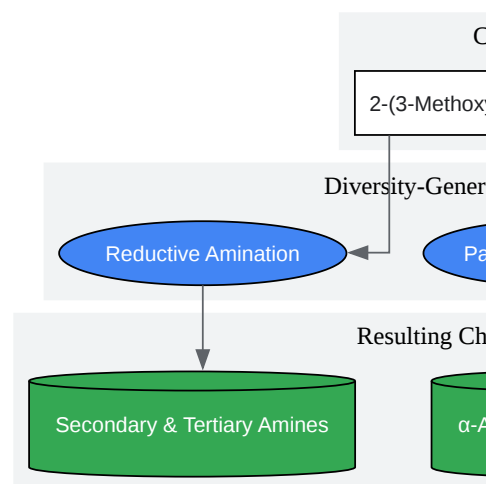 C
2-(3-Methoxy
Diversity-Gener
Reductive Amination
Pa
Resulting Ch
Secondary & Tertiary Amines
α-A